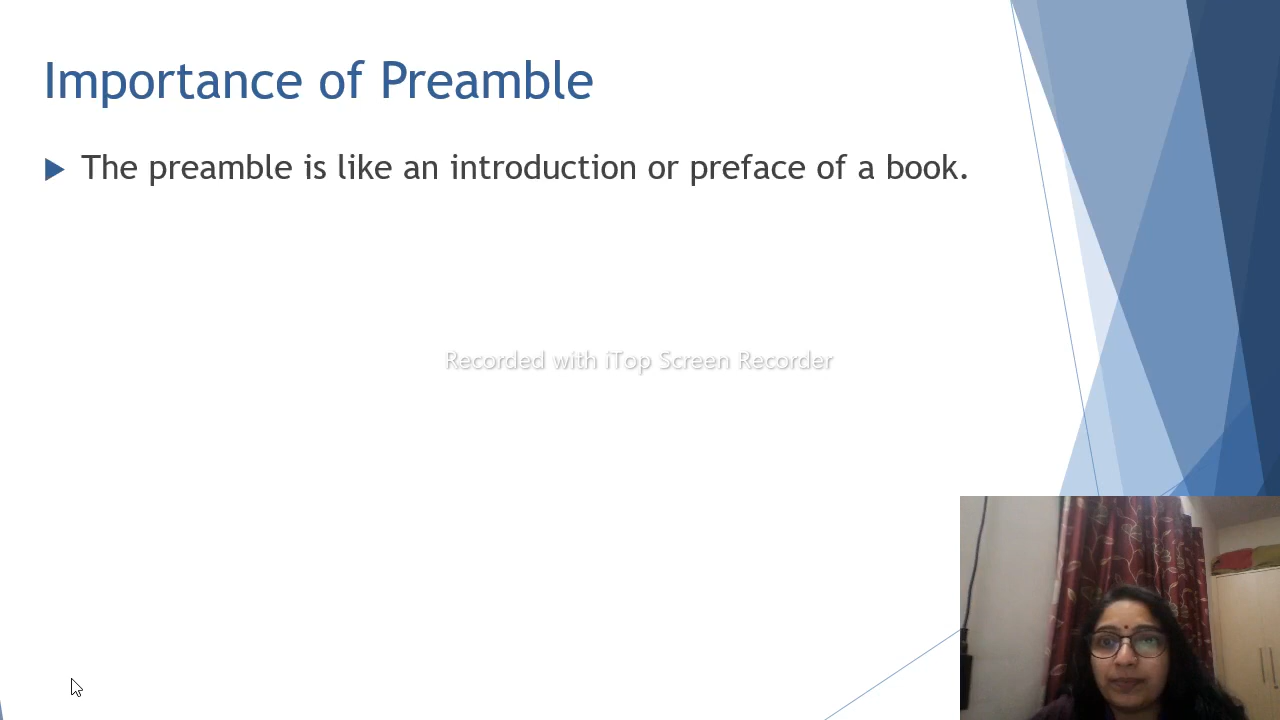 Importance of Preamble
The preamble is like an introduction or preface of a book.
Recorded with iTop Screen Recorder